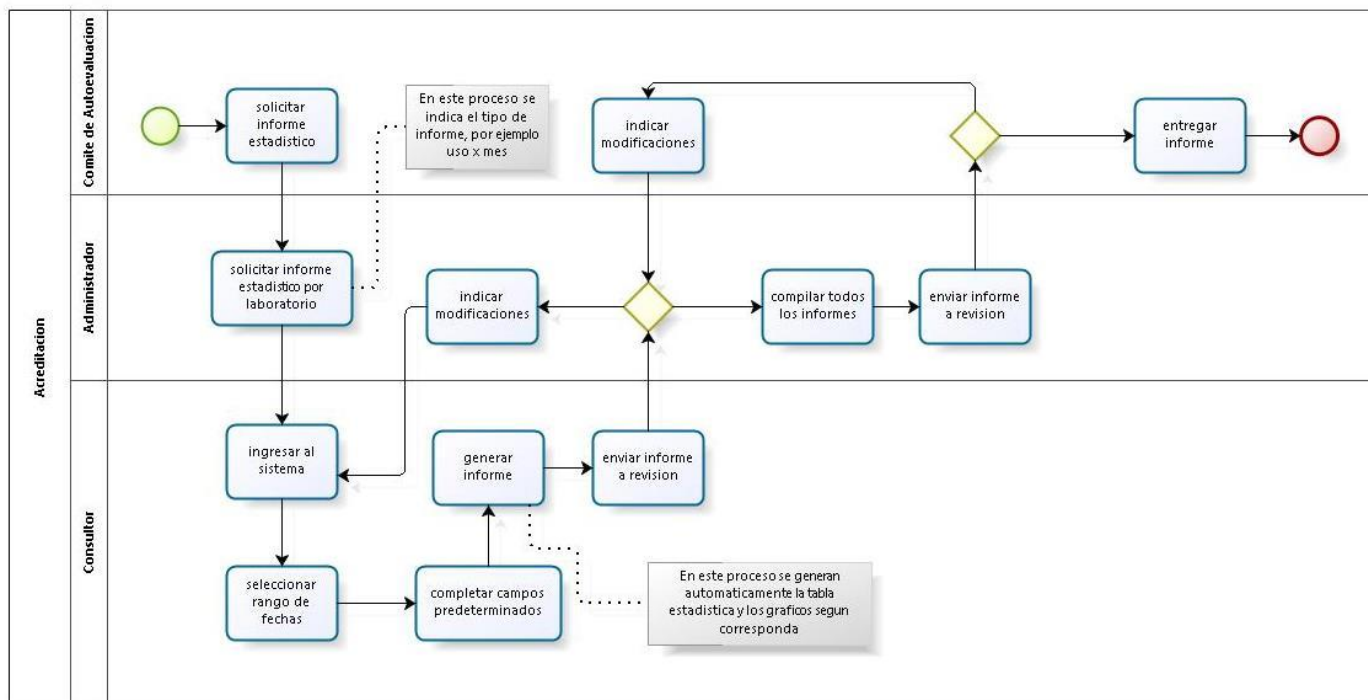 Acreditacion
Comite de Autoevaluacion
solicitar
informe
estadistico
En este proceso se
indica el tipo de
informe, por ejemplo
uso x mes
indicar
modificaciones
entregar
informe
Administrador
solicitar informe
estadistico por
laboratorio
indicar
modificaciones
compilar todos
los informes
enviar informe
a revision
Consultor
ingresar al
sistema
generar
informe
enviar informe
a revision
seleccionar
rango de
fechas
completar campos
predeterminados
En este proceso se generan
automaticamente la tabla
estadistica y los graficos segun
corresponda